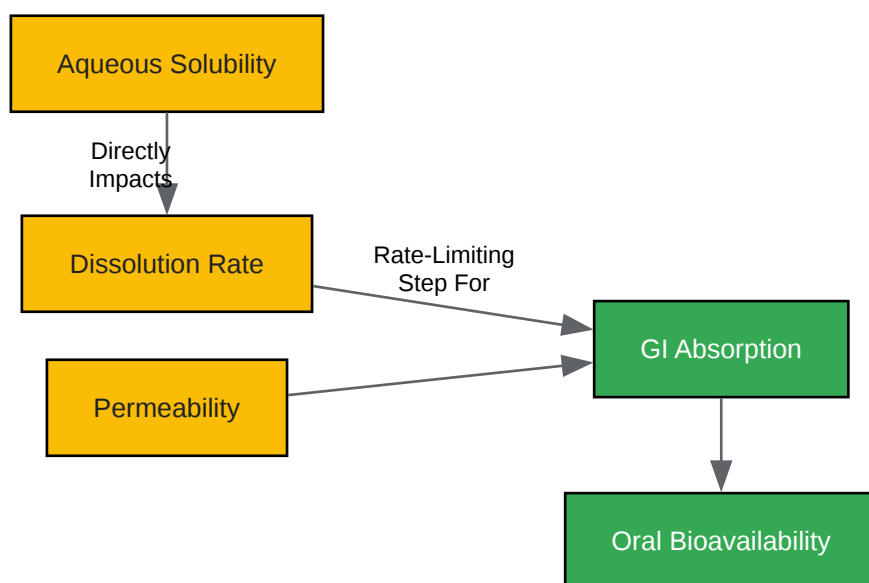 Aqueous Solubility
Directly
Impacts
Dissolution Rate
Rate-Limiting
Step For
GI Absorption
Permeability
Oral Bioavailability